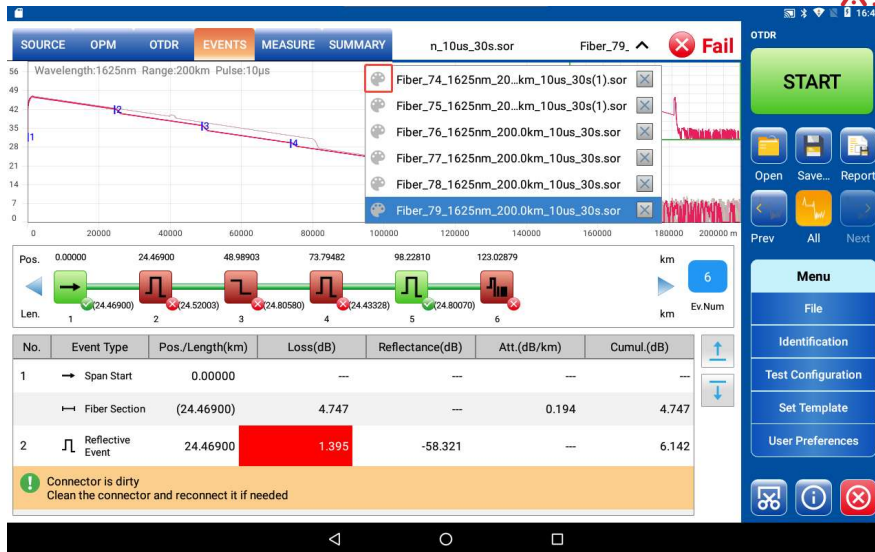 16:4
SOURCE OPM OTDR EVENTS MEASURE SUMMARY n_10us_30s.sor Fiber_79_ Fail
OTDR
START
Open Save... Report
Prev All Next
Menu
File
Identification
Test Configuration
Set Template
User Preferences
Wavelength:1625nm Range:200km Pulse:10µs
56
49
42
35
28
21
14
7
0
1 2 3 4
0 20000 40000 60000 80000 100000 120000 140000 160000 180000 200000 m
Fiber_74_1625nm_20...km_10us_30s(1).sor
Fiber_75_1625nm_20...km_10us_30s(1).sor
Fiber_76_1625nm_200.0km_10us_30s.sor
Fiber_77_1625nm_200.0km_10us_30s.sor
Fiber_78_1625nm_200.0km_10us_30s.sor
Fiber_79_1625nm_200.0km_10us_30s.sor
Pos. 0.00000 24.46900 48.98903 73.79482 98.22810 123.02879 km
(24.46900) (24.52003) (24.80580) (24.43328) (24.80070)
Len. 1 2 3 4 5 6 km
6
Ev.Num
No. Event Type Pos./Length(km) Loss(dB) Reflectance(dB) Att.(dB/km) Cumul.(dB)
1 Span Start 0.00000 --- --- --- ---
Fiber Section (24.46900) 4.747 --- 0.194 4.747
2 Reflective Event 24.46900 1.395 -58.321 --- 6.142
Connector is dirty
Clean the connector and reconnect it if needed